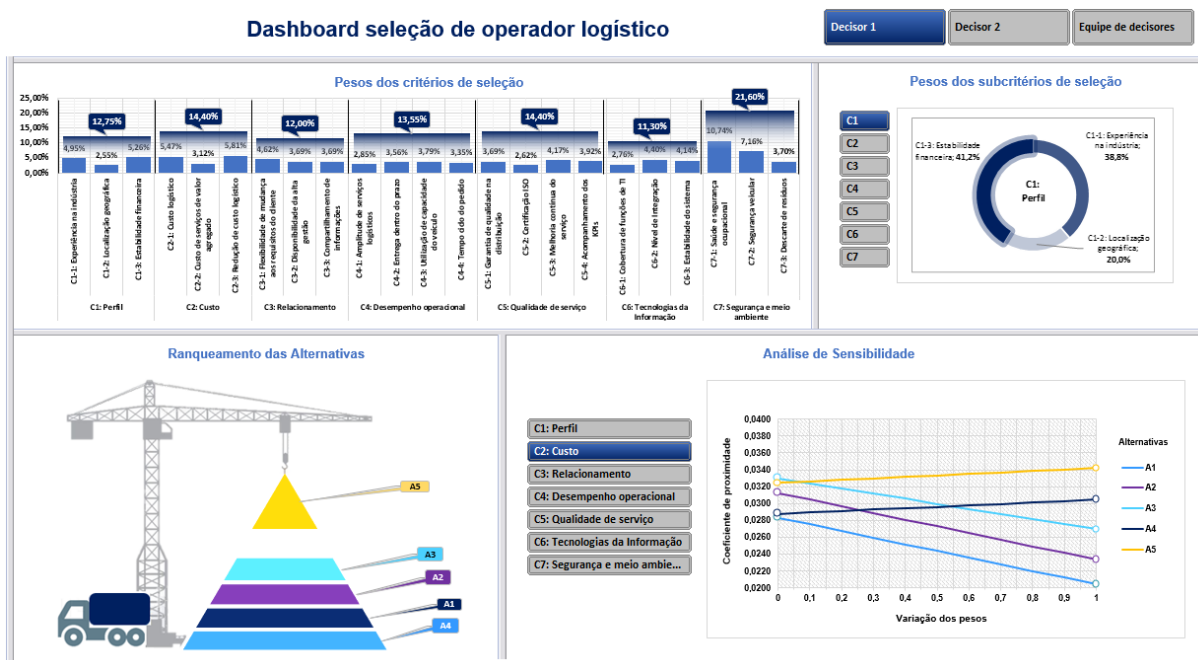 Dashboard seleção de operador logístico
Decisor 1
Decisor 2
Equipe de decisores
Pesos dos critérios de seleção
25,00%
20,00%
15,00%
10,00%
5,00%
0,00%
12,75%
14,40%
12,00%
13,55%
14,40%
11,30%
21,60%
4,95%
2,55%
5,26%
5,47%
3,12%
5,81%
4,62%
3,69%
3,69%
2,85%
3,56%
3,79%
3,35%
3,69%
2,62%
4,17%
3,92%
2,76%
4,40%
4,14%
10,74%
7,16%
3,70%
C1-1: Experiência na indústria
C1-2: Localização geográfica
C1-3: Estabilidade financeira
C2-1: Custo logístico
C2-2: Custo de serviços de valor
agregado
C2-3: Redução de custo logístico
C3-1: Flexibilidade de mudança
aos requisitos do cliente
C3-2: Disponibilidade da alta
gestão
C3-3: Compartilhamento de
informações
C4-1: Amplitude de serviços
logísticos
C4-2: Entrega dentro do prazo
C4-3: Utilização de capacidade
do veículo
C4-4: Tempo ciclo do pedido
C5-1: Garantia de qualidade na
distribuição
C5-2: Certificação ISO
C5-3: Melhoria contínua do
serviço
C5-4: Acompanhamento dos
KPIs
C6-1: Cobertura de funções de TI
C6-2: Nível de integração
C6-3: Estabilidade do sistema
C7-1: Saúde e segurança
ocupacional
C7-2: Segurança veicular
C7-3: Descarte de resíduos
C1: Perfil
C2: Custo
C3: Relacionamento
C4: Desempenho operacional
C5: Qualidade de serviço
C6: Tecnologias da
Informação
C7: Segurança e meio
ambiente
Pesos dos subcritérios de seleção
C1
C2
C3
C4
C5
C6
C7
C1-3: Estabilidade
financeira; 41,2%
C1-1: Experiência
na indústria;
38,8%
C1:
Perfil
C1-2: Localização
geográfica;
20,0%
Ranqueamento das Alternativas
A5
A3
A2
A1
A4
Análise de Sensibilidade
C1: Perfil
C2: Custo
C3: Relacionamento
C4: Desempenho operacional
C5: Qualidade de serviço
C6: Tecnologias da Informação
C7: Segurança e meio ambie...
Coeficiente de proximidade
0,0400
0,0380
0,0360
0,0340
0,0320
0,0300
0,0280
0,0260
0,0240
0,0220
0,0200
0
0,1
0,2
0,3
0,4
0,5
0,6
0,7
0,8
0,9
1
Variação dos pesos
Alternativas
A1
A2
A3
A4
A5